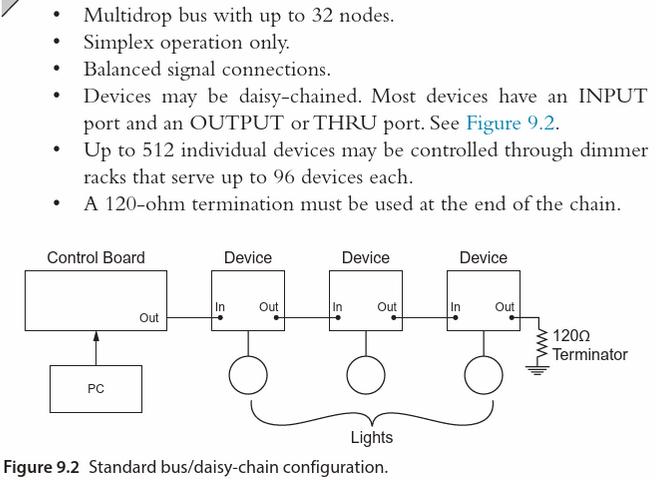 • Multidrop bus with up to 32 nodes.
• Simplex operation only.
• Balanced signal connections.
• Devices may be daisy-chained. Most devices have an INPUT
port and an OUTPUT or THRU port. See Figure 9.2.
• Up to 512 individual devices may be controlled through dimmer
racks that serve up to 96 devices each.
• A 120-ohm termination must be used at the end of the chain.
Control Board Device Device Device
Out In Out In Out In Out
120Ω
Terminator
PC
Lights
Figure 9.2 Standard bus/daisy-chain configuration.